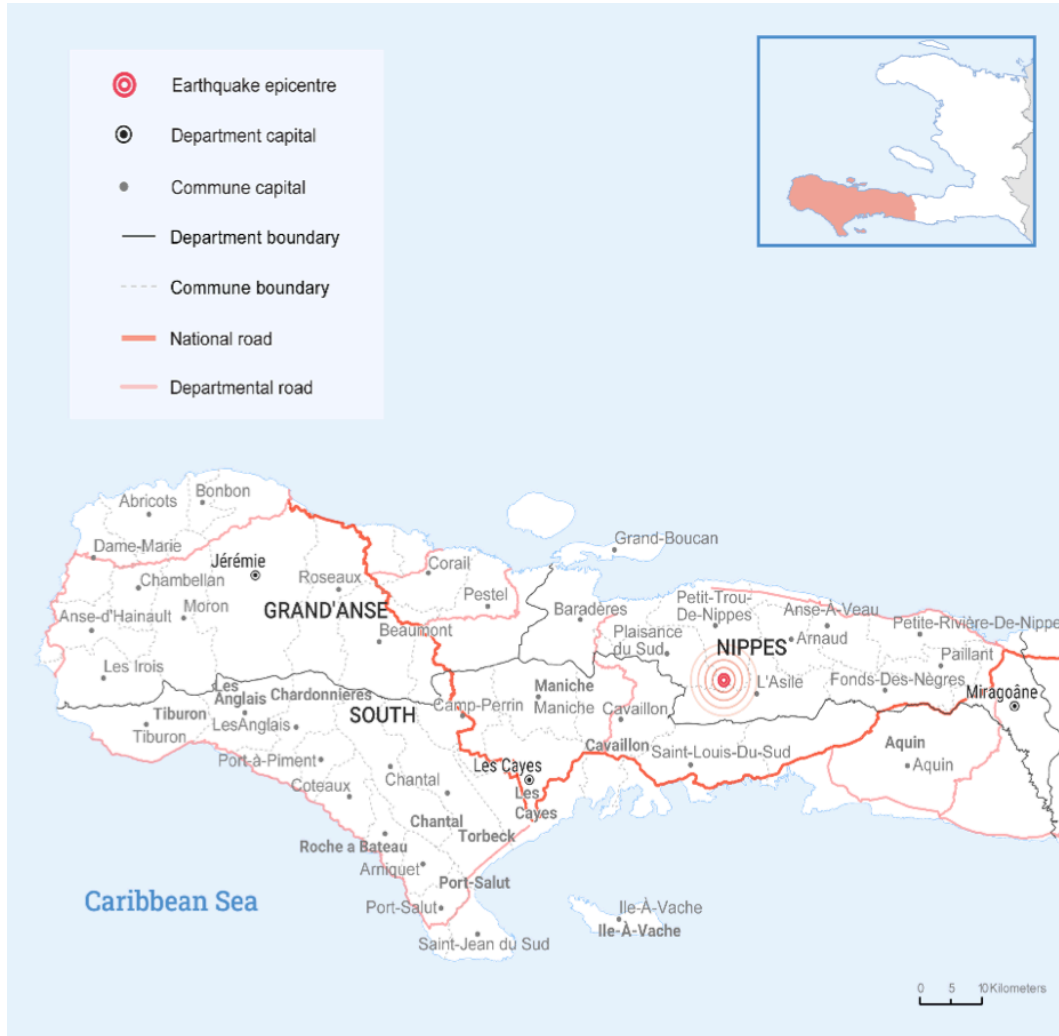 Earthquake epicentre
Department capital
Commune capital
Department boundary
Commune boundary
National road
Departmental road
Bonbon
Abricots
Grand-Boucan
Dame-Marie
Jérémie
Corail
Chambellan
Roseaux
Pestel
Petit-Trou-
De-Nippes
Anse-A-Veau
Moron
GRAND'ANSE
Baradères
Anse-d'Hainault
Petite-Rivière-De-Nippe
Beaumont
Plaisance
du Sud
NIPPES
Arnaud
Les Irois
Paillant
L'Asile
Fonds-Des-Nègres
Les
Anglais
Chardonnieres
Maniche
Maniche
Miragoâne
Tiburon
Tiburon
LesAnglais
SOUTH
Camp-Perrin
Cavaillon
Cavaillon
Saint-Louis-Du-Sud
Aquin
Aquin
Port-à-Piment
Les Cayes
Les
Cayes
Coteaux
Chantal
Chantal
Torbeck
Roche a Bateau
Arniquet
Port-Salut
Port-Salut
Caribbean Sea
Ile-À-Vache
Ile-À-Vache
Saint-Jean du Sud
0 5 10Kilometers